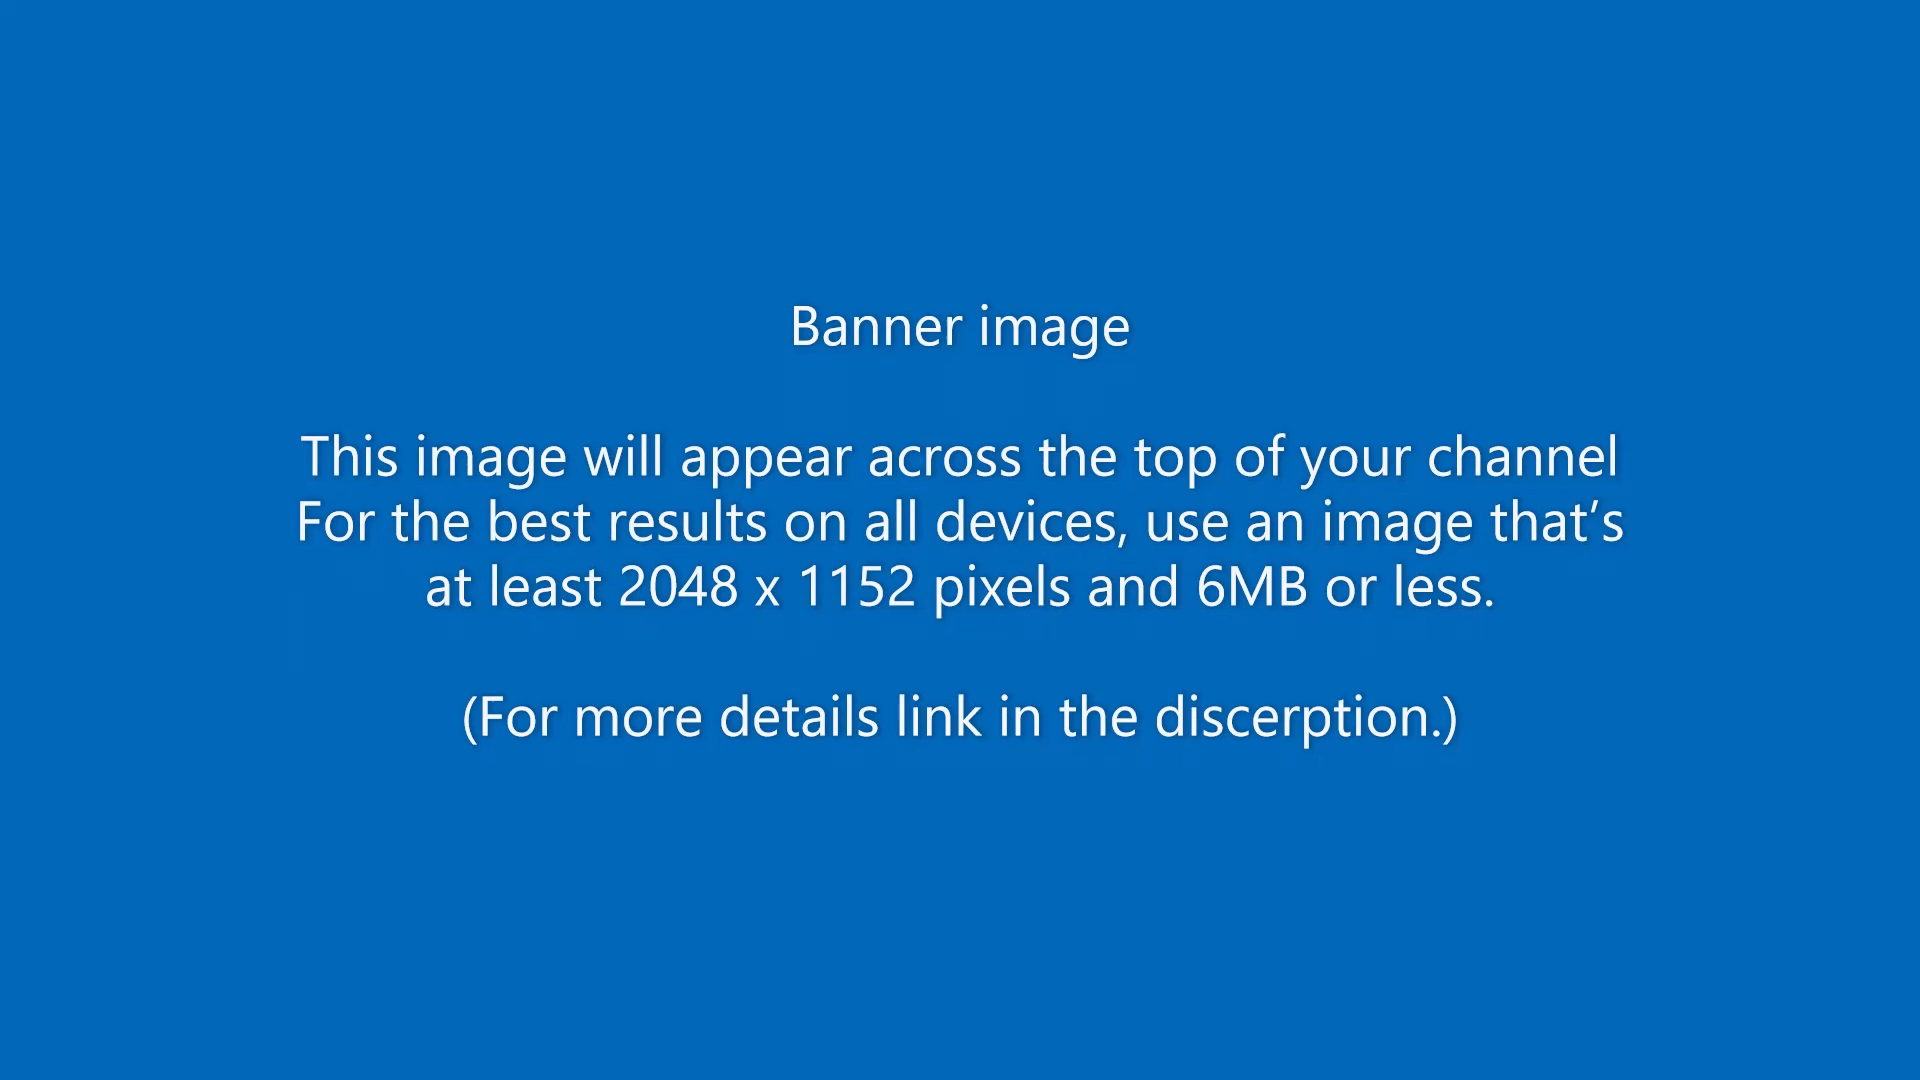 Banner image
This image will appear across the top of your channel
For the best results on all devices, use an image that’s
at least 2048 x 1152 pixels and 6MB or less.
(For more details link in the discerption.)